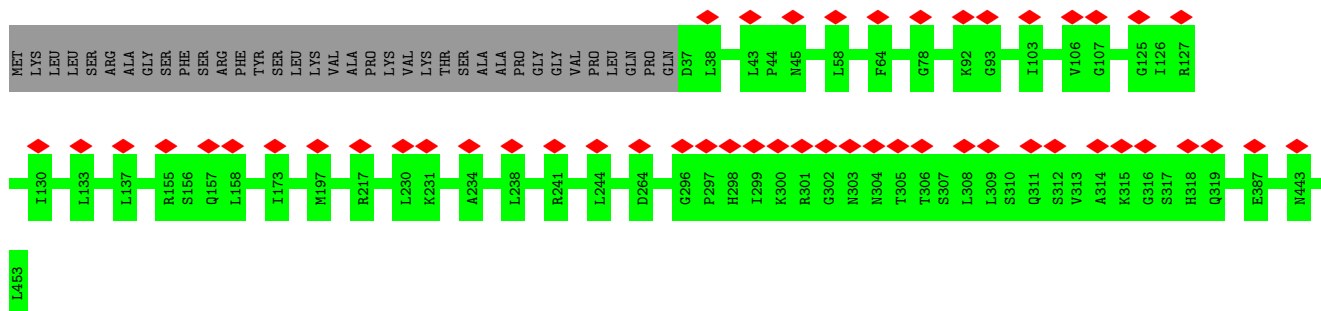 MET LYS LEU LEU SER ARG ALA GLY SER PHE SER ARG PHE TYR SER LEU LYS VAL ALA PRO LYS VAL LYS THR SER ALA ALA PRO GLY GLY VAL PRO LEU GLN PRO GLN D37 L38 L43 P44 N45 L58 F64 G78 K92 G93 I103 V106 G107 G125 I126 R127
I130 L133 L137 R155 S156 Q157 L158 I173 M197 R217 L230 K231 A234 L238 R241 L244 D264 G296 P297 H298 I299 K300 R301 G302 N303 N304 T305 T306 S307 L308 L309 S310 Q311 S312 V313 A314 K315 G316 S317 H318 Q319 E387 N443
L453